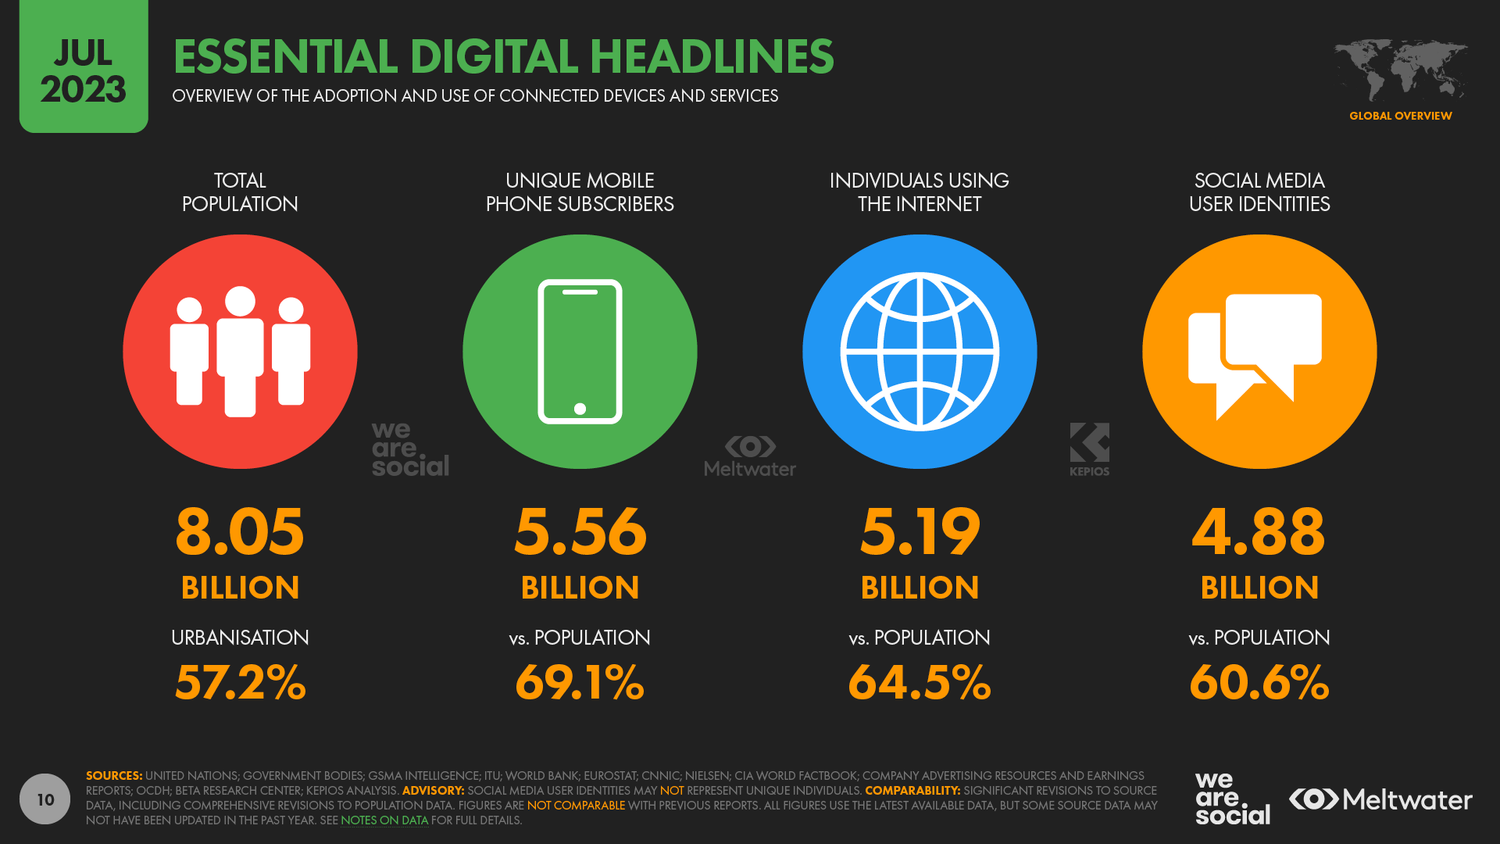 JUL
2023
ESSENTIAL DIGITAL HEADLINES
OVERVIEW OF THE ADOPTION AND USE OF CONNECTED DEVICES AND SERVICES
GLOBAL OVERVIEW
TOTAL
POPULATION
UNIQUE MOBILE
PHONE SUBSCRIBERS
INDIVIDUALS USING
THE INTERNET
SOCIAL MEDIA
USER IDENTITIES
we
are
social
Meltwater
KEPIOS
8.05
BILLION
URBANISATION
57.2%
5.56
BILLION
vs. POPULATION
69.1%
5.19
BILLION
vs. POPULATION
64.5%
4.88
BILLION
vs. POPULATION
60.6%
10
SOURCES: UNITED NATIONS; GOVERNMENT BODIES; GSMA INTELLIGENCE; ITU; WORLD BANK; EUROSTAT; CNNIC; NIELSEN; CIA WORLD FACTBOOK; COMPANY ADVERTISING RESOURCES AND EARNINGS
REPORTS; OCDH; BETA RESEARCH CENTER; KEPIOS ANALYSIS. ADVISORY: SOCIAL MEDIA USER IDENTITIES MAY NOT REPRESENT UNIQUE INDIVIDUALS. COMPARABILITY: SIGNIFICANT REVISIONS TO SOURCE
DATA, INCLUDING COMPREHENSIVE REVISIONS TO POPULATION DATA. FIGURES ARE NOT COMPARABLE WITH PREVIOUS REPORTS. ALL FIGURES USE THE LATEST AVAILABLE DATA, BUT SOME SOURCE DATA MAY
NOT HAVE BEEN UPDATED IN THE PAST YEAR. SEE NOTES ON DATA FOR FULL DETAILS.
we
are
social
Meltwater